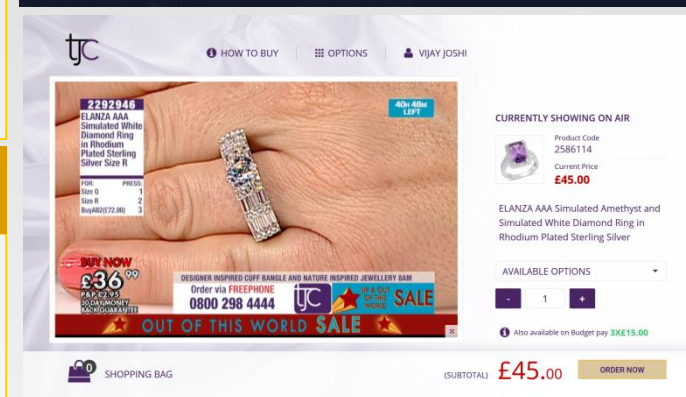 tjc
HOW TO BUY
OPTIONS
VIJAY JOSHI
2292946
ELANZA AAA
Simulated White
Diamond Ring
in Rhodium
Plated Sterling
Silver Size R
FOR: PRESS:
Size Q 1
Size R 2
BuyAll2(£72.00) 3
40H 48M
LEFT
BUY NOW
£36.99
P&P £2.95
30 DAY MONEY
BACK GUARANTEE
DESIGNER INSPIRED CUFF BANGLE AND NATURE INSPIRED JEWELLERY 8AM
Order via FREEPHONE
0800 298 4444
tjc
UP & OUT
OF THIS
WORLD
SALE
OUT OF THIS WORLD SALE
CURRENTLY SHOWING ON AIR
Product Code
2586114
Current Price
£45.00
ELANZA AAA Simulated Amethyst and
Simulated White Diamond Ring in
Rhodium Plated Sterling Silver
AVAILABLE OPTIONS
- 1 +
Also available on Budget pay 3X£15.00
0
SHOPPING BAG
(SUBTOTAL) £45.00
ORDER NOW